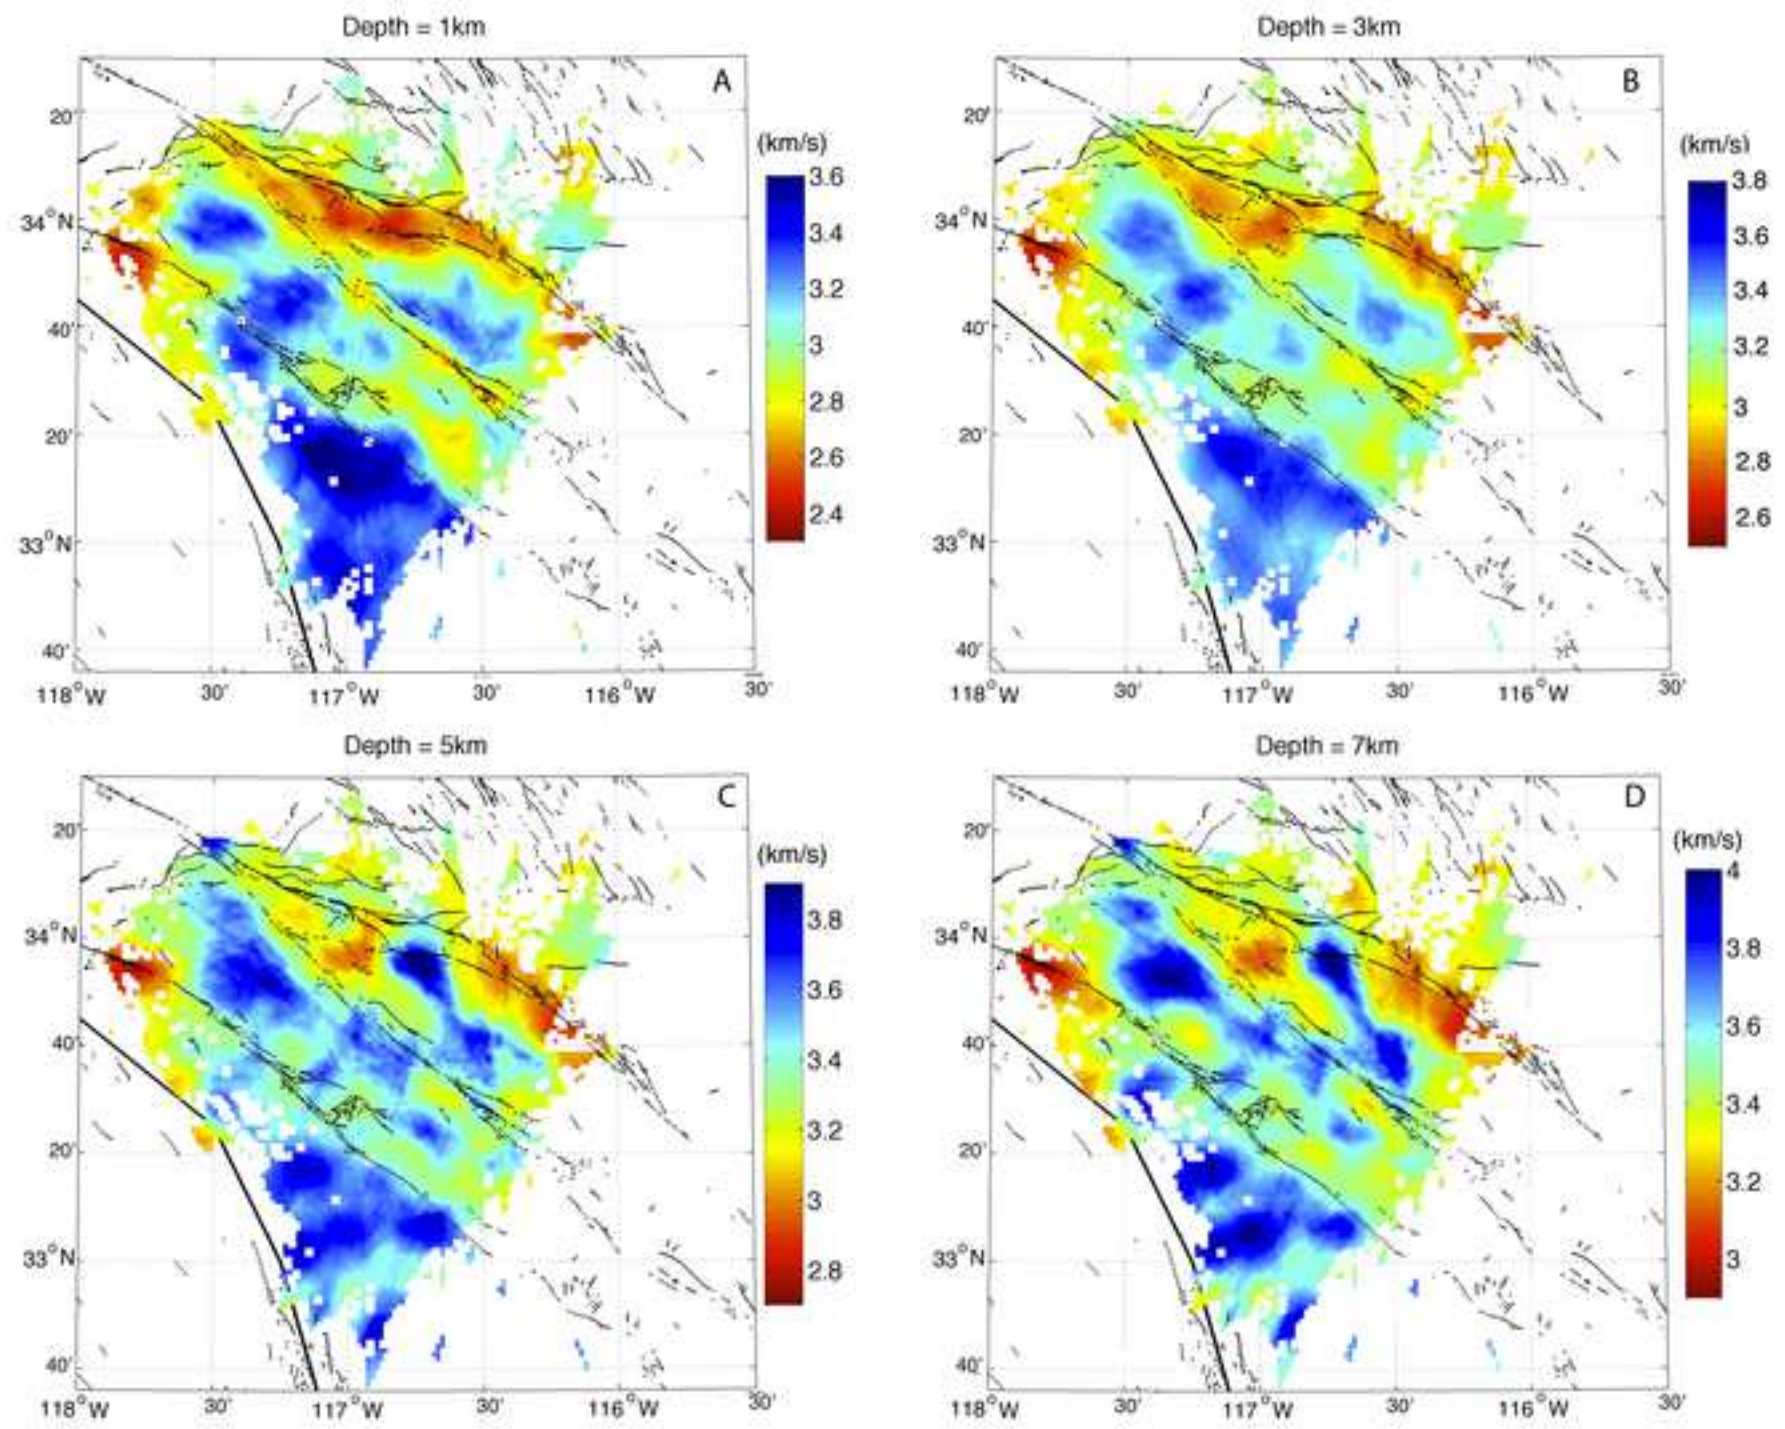 Depth = 1km
A
(km/s)
20'
34°N
40'
20'
33°N
40'
118°W
30'
117°W
30'
116°W
30'
3.6
3.4
3.2
3
2.8
2.6
2.4
Depth = 3km
B
(km/s)
20'
34°N
40'
20'
33°N
40'
118°W
30'
117°W
30'
116°W
30'
3.8
3.6
3.4
3.2
3
2.8
2.6
Depth = 5km
C
(km/s)
20'
34°N
40'
20'
33°N
40'
118°W
30'
117°W
30'
116°W
30'
3.8
3.6
3.4
3.2
3
2.8
Depth = 7km
D
(km/s)
20'
34°N
40'
20'
33°N
40'
118°W
30'
117°W
30'
116°W
30'
4
3.8
3.6
3.4
3.2
3